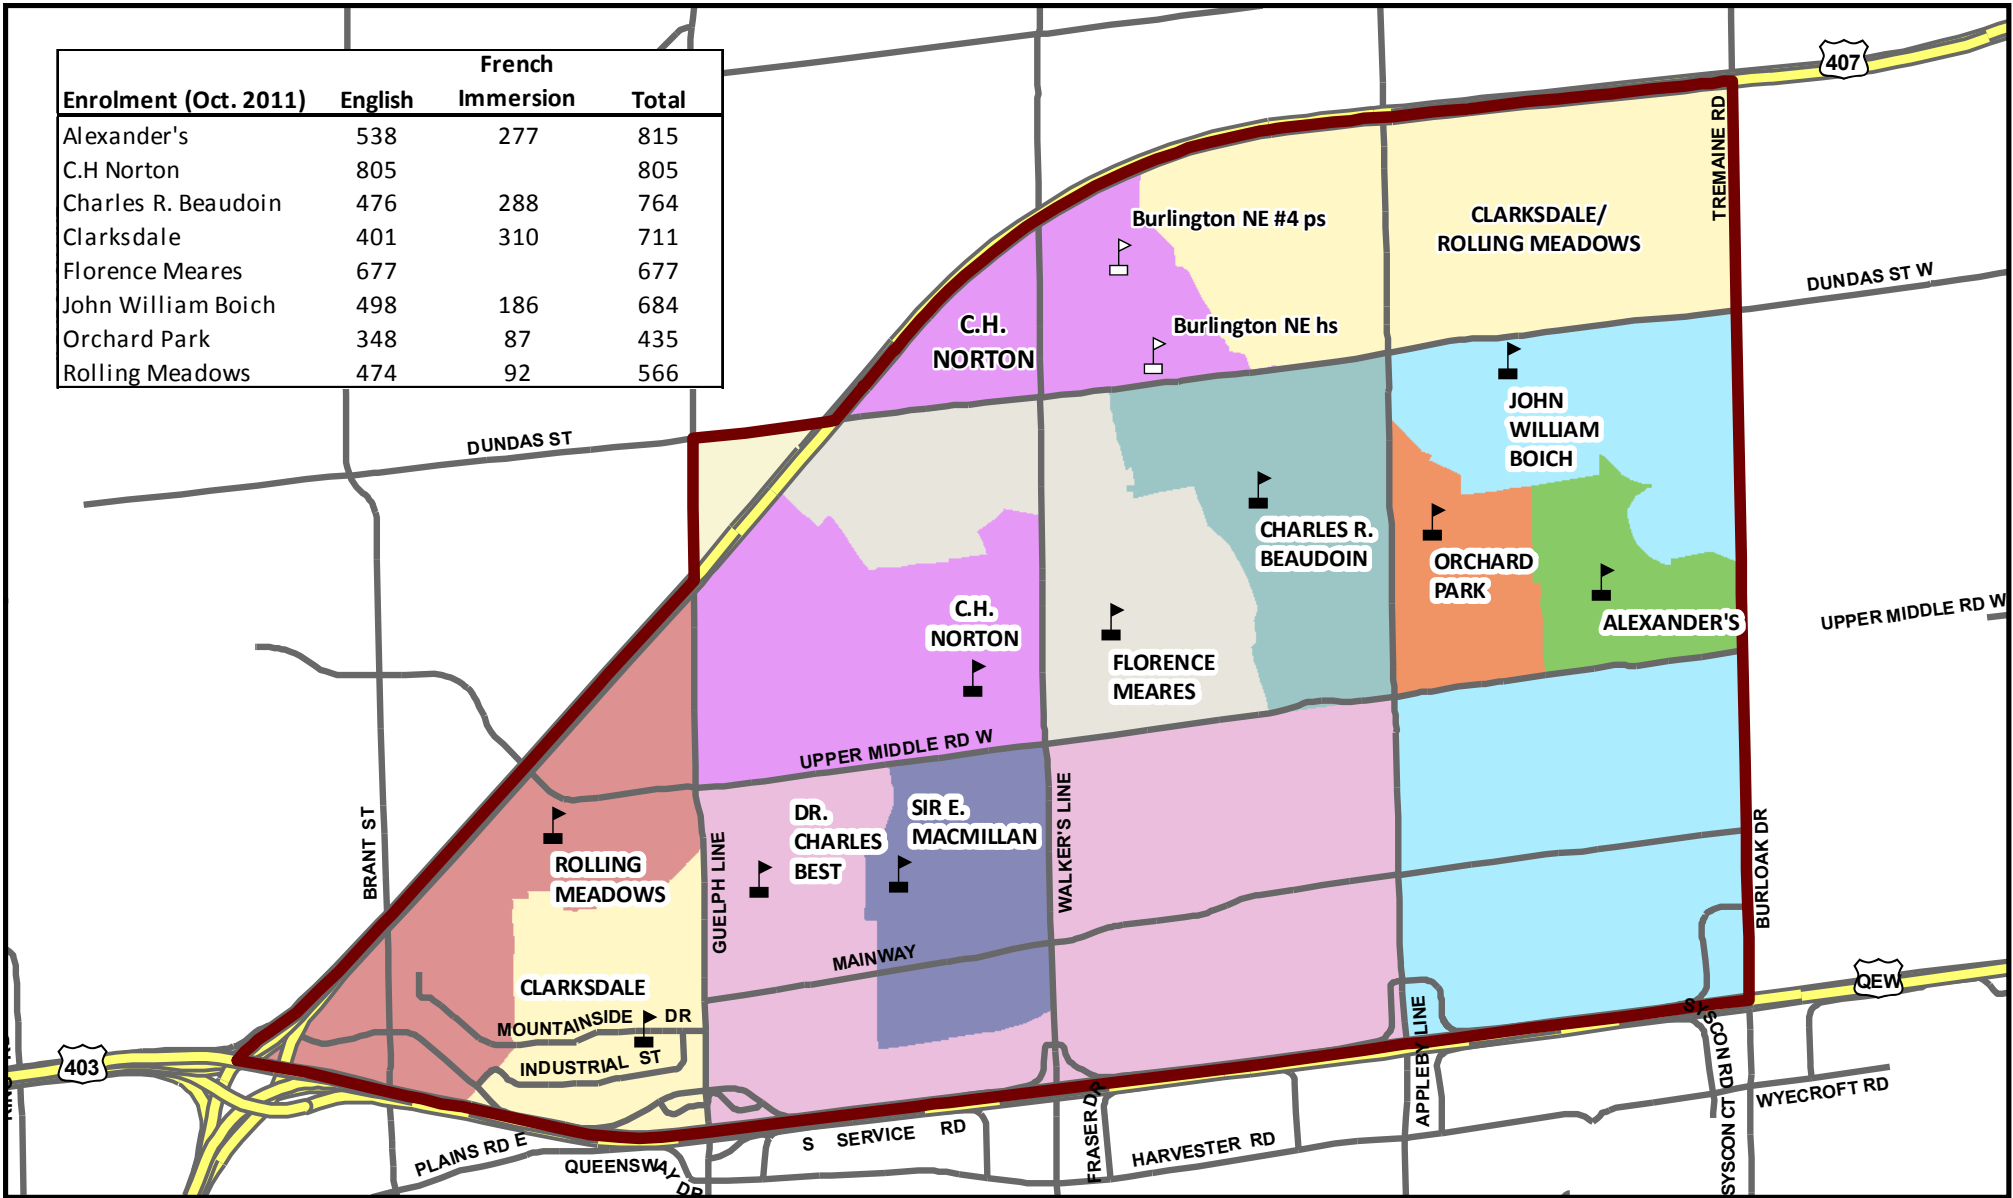 French
Enrolment (Oct. 2011) English Immersion Total
Alexander's 538 277 815
C.H Norton 805 805
Charles R. Beaudoin 476 288 764
Clarksdale 401 310 711
Florence Meares 677 677
John William Boich 498 186 684
Orchard Park 348 87 435
Rolling Meadows 474 92 566
407
TREMAINE RD
Burlington NE #4 ps
CLARKSDALE/
ROLLING MEADOWS
DUNDAS ST W
Burlington NE hs
C.H.
NORTON
JOHN
WILLIAM
BOICH
DUNDAS ST
CHARLES R.
BEAUDOIN
ORCHARD
PARK
C.H.
NORTON
ALEXANDER'S
UPPER MIDDLE RD W
FLORENCE
MEARES
UPPER MIDDLE RD W
DR.
CHARLES
BEST
SIR E.
MACMILLAN
WALKER'S LINE
BURLOAK DR
BRANT ST
GUELPH LINE
ROLLING
MEADOWS
MAINWAY
QEW
CLARKSDALE
MOUNTAINSIDE DR
INDUSTRIAL ST
403
APPLEBY LINE
SYSCON RD
SYSCON CT
WYECROFT RD
FRASER DR
S SERVICE RD
HARVESTER RD
PLAINS RD E
QUEENSWAY DR